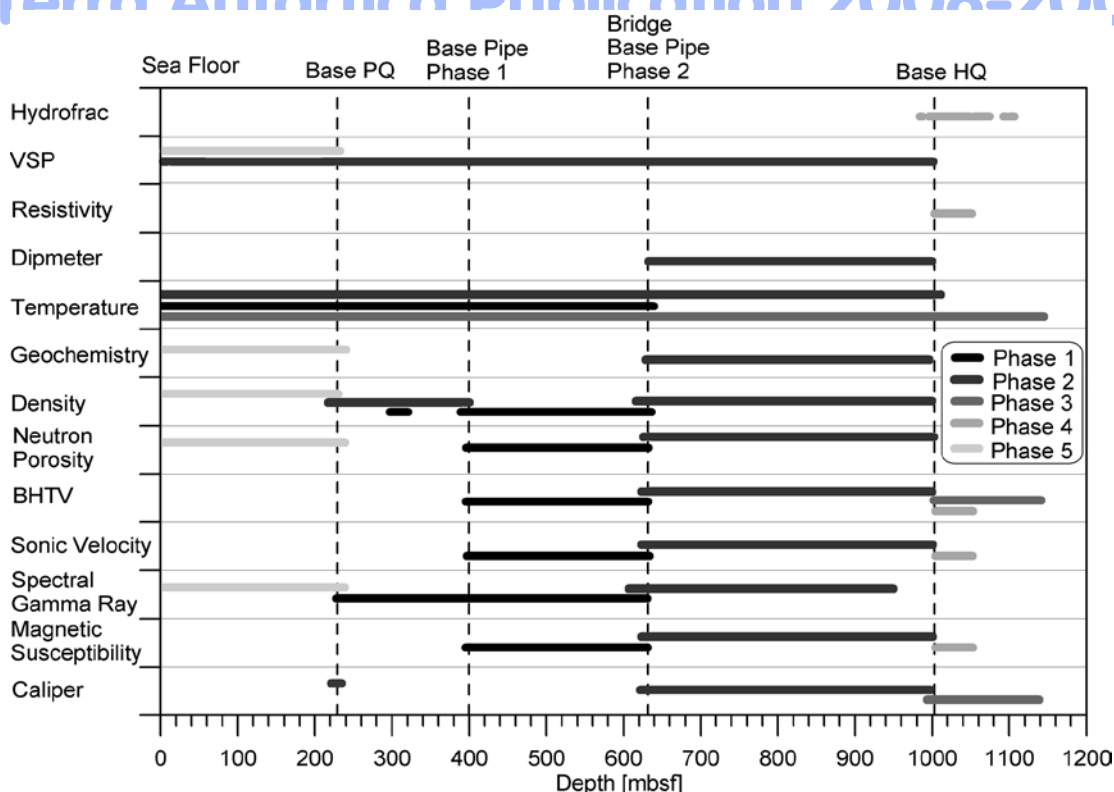 Terra Antartica Publication
Sea Floor
Base PQ
Base Pipe
Phase 1
Bridge
Base Pipe
Phase 2
Base HQ
Hydrofrac
VSP
Resistivity
Dipmeter
Temperature
Geochemistry
Density
Neutron
Porosity
BHTV
Sonic Velocity
Spectral
Gamma Ray
Magnetic
Susceptibility
Caliper
Phase 1
Phase 2
Phase 3
Phase 4
Phase 5
0 100 200 300 400 500 600 700 800 900 1000 1100 1200
Depth [mbsf]